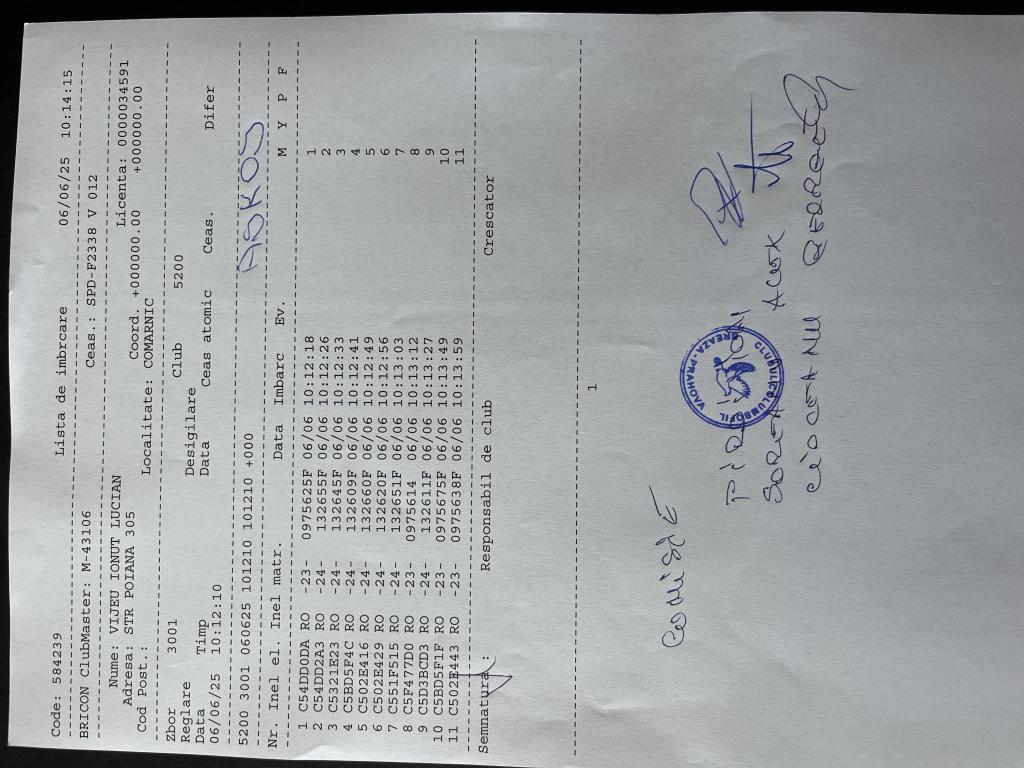 Code: 584239 Lista de imbrcare 06/06/25 10:14:15
BRICON ClubMaster: M-43106 Ceas.: SPD-F2338 V 012
Nume: VIJEU IONUT LUCIAN Licenta: 0000034591
Adresa: STR POIANA 305 Coord. +000000.00 +000000.00
Cod Post.: Localitate: COMARNIC
Zbor 3001 Club 5200
Reglare Desigilare
Data Timp Data Ceas atomic Ceas. Difer
06/06/25 10:12:10
5200 3001 060625 101210 101210 +000
Nr. Inel el. Inel matr. Data Imbarc Ev. M Y P F
1 C54DD0DA RO -23- 0975625F 06/06 10:12:18 1
2 C54DD2A3 RO -24- 132655F 06/06 10:12:26 2
3 C5321E23 RO -24- 132645F 06/06 10:12:33 3
4 C5BD5F4C RO -24- 132609F 06/06 10:12:41 4
5 C502E416 RO -24- 132660F 06/06 10:12:49 5
6 C502E429 RO -24- 132620F 06/06 10:12:56 6
7 C551F515 RO -24- 132651F 06/06 10:13:03 7
8 C5F477D0 RO -23- 0975614 06/06 10:13:12 8
9 C5D3BCD3 RO -24- 132611F 06/06 10:13:27 9
10 C5BD5F1F RO -23- 0975675F 06/06 10:13:49 10
11 C502E443 RO -23- 0975638F 06/06 10:13:59 11
Semnatura: Responsabil de club Crescator
1
CLUBUL COLUMBOFIL BREAZA-PRAHOVA